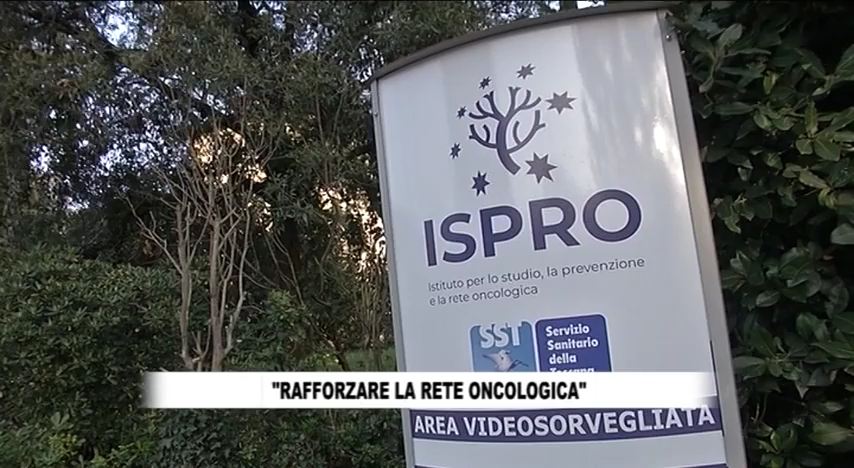 ISPRO
Istituto per lo studio, la prevenzione
e la rete oncologica
SST
Servizio
Sanitario
della
Toscana
"RAFFORZARE LA RETE ONCOLOGICA"
AREA VIDEOSORVEGLIATA